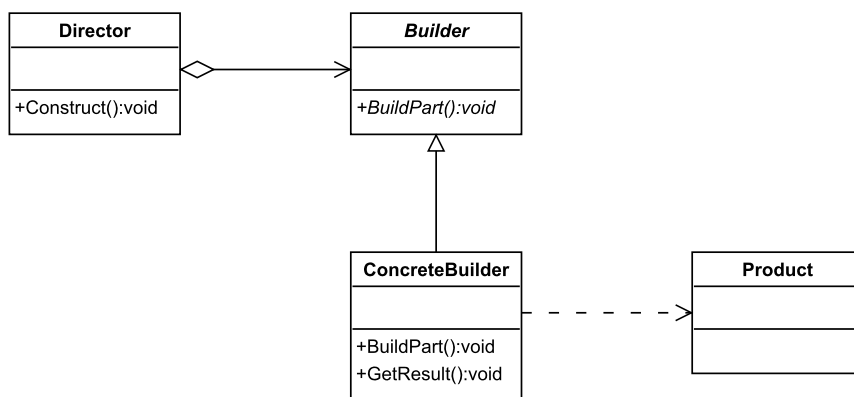 Director
Builder
+Construct():void
+BuildPart():void
ConcreteBuilder
Product
+BuildPart():void
+GetResult():void